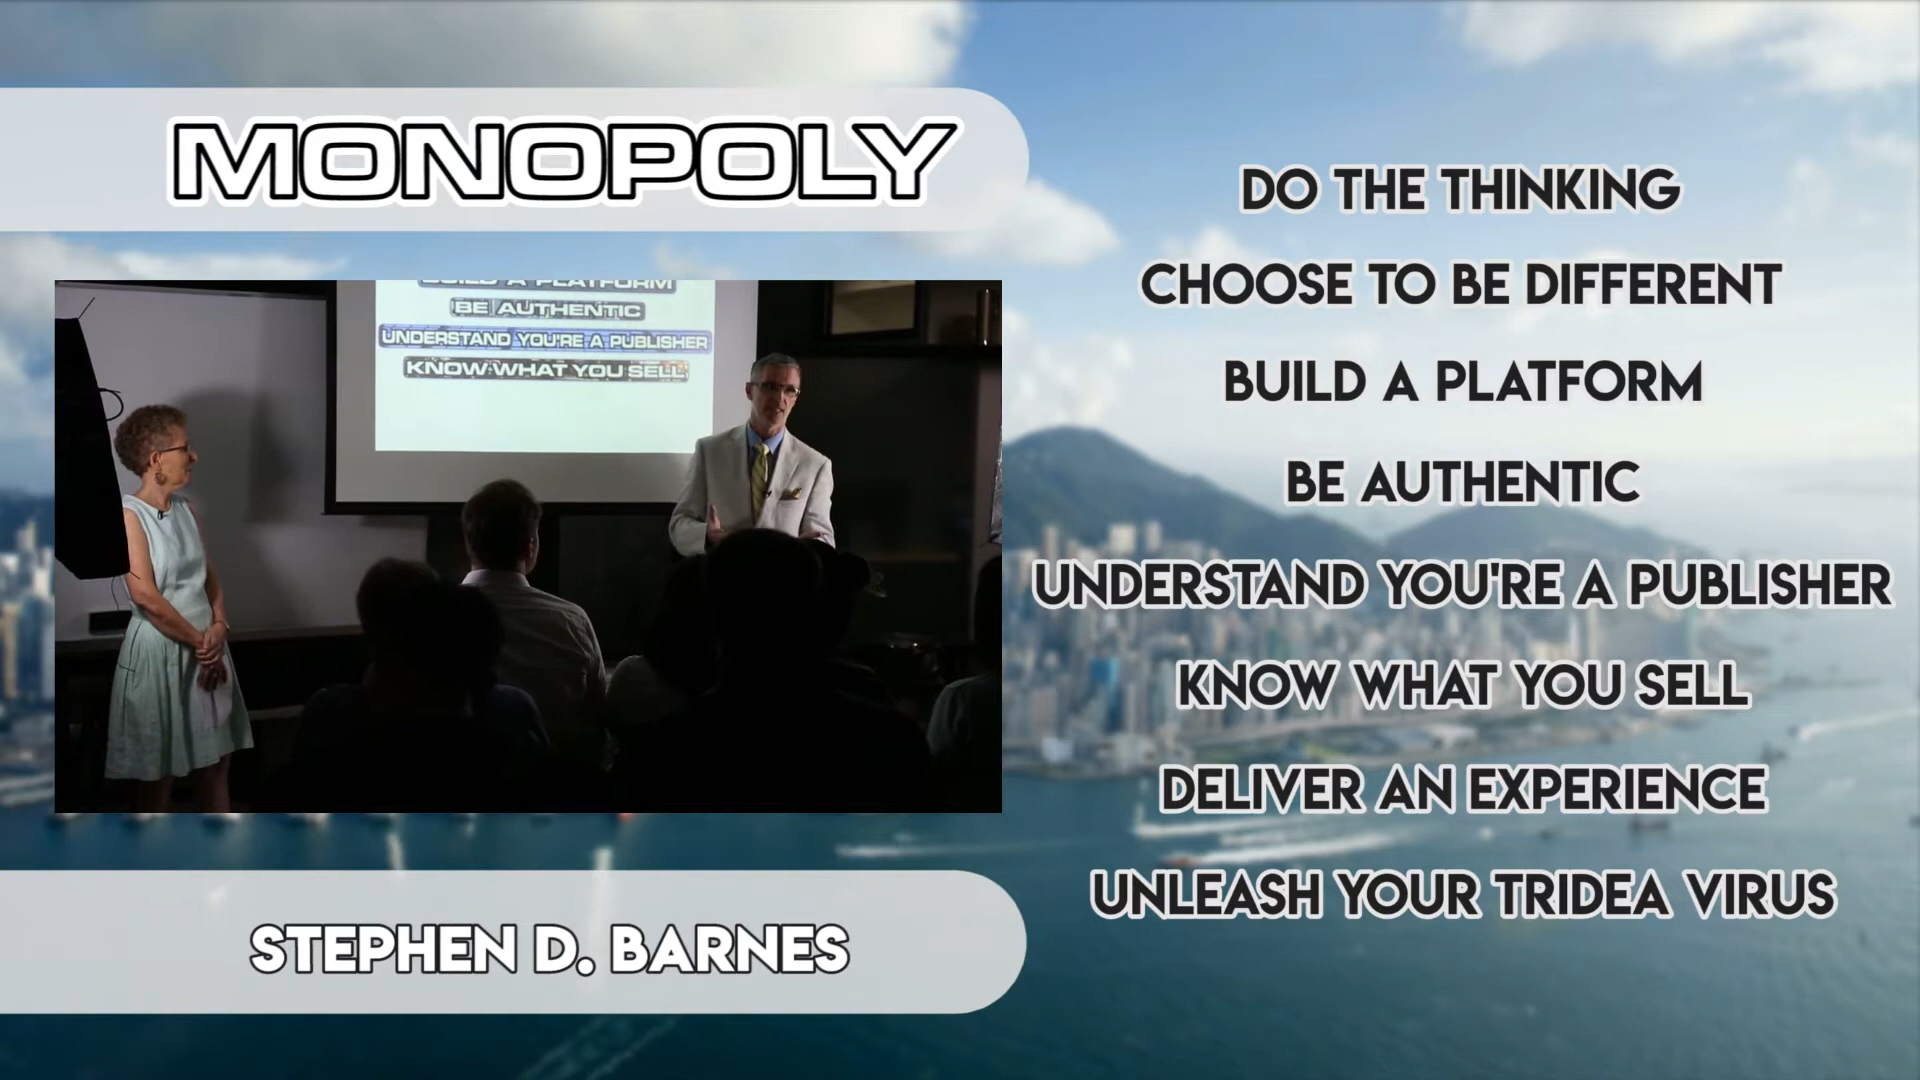 MONOPOLY
BUILD A PLATFORM
BE AUTHENTIC
UNDERSTAND YOU'RE A PUBLISHER
KNOW WHAT YOU SELL
STEPHEN D. BARNES
DO THE THINKING
CHOOSE TO BE DIFFERENT
BUILD A PLATFORM
BE AUTHENTIC
UNDERSTAND YOU'RE A PUBLISHER
KNOW WHAT YOU SELL
DELIVER AN EXPERIENCE
UNLEASH YOUR TRIDEA VIRUS